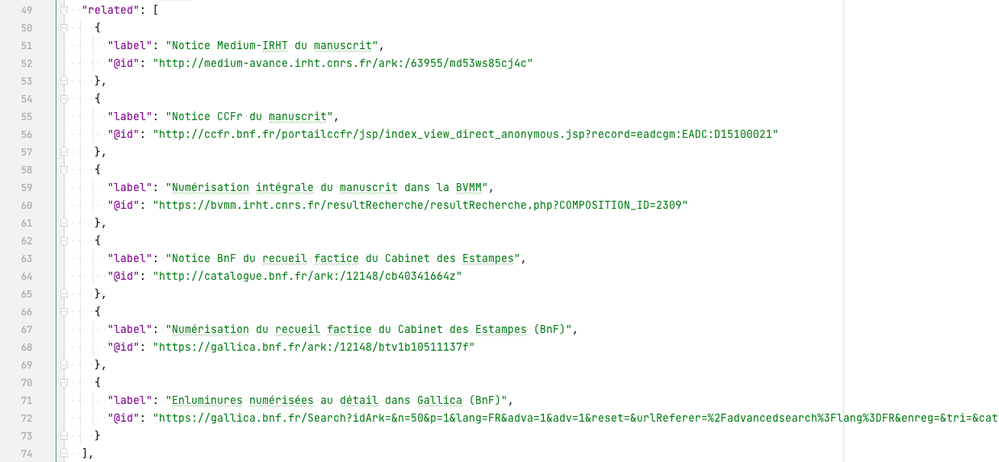 49 "related": [
50 {
51 "label": "Notice Medium-IRHT du manuscrit",
52 "@id": "http://medium-avance.irht.cnrs.fr/ark:/63955/md53ws85cj4c"
53 },
54 {
55 "label": "Notice CCFr du manuscrit",
56 "@id": "http://ccfr.bnf.fr/portailccfr/jsp/index_view_direct_anonymous.jsp?record=eadcgm:EADC:D15100021"
57 },
58 {
59 "label": "Numérisation intégrale du manuscrit dans la BVMM",
60 "@id": "https://bvmm.irht.cnrs.fr/resultRecherche/resultRecherche.php?COMPOSITION_ID=2309"
61 },
62 {
63 "label": "Notice BnF du recueil factice du Cabinet des Estampes",
64 "@id": "http://catalogue.bnf.fr/ark:/12148/cb40341664z"
65 },
66 {
67 "label": "Numérisation du recueil factice du Cabinet des Estampes (BnF)",
68 "@id": "https://gallica.bnf.fr/ark:/12148/btv1b10511137f"
69 },
70 {
71 "label": "Enluminures numérisées au détail dans Gallica (BnF)",
72 "@id": "https://gallica.bnf.fr/Search?idArk=&n=50&p=1&lang=FR&adva=1&adv=1&reset=&urlReferer=%2Fadvancedsearch%3Flang%3DFR&enreg=&tri=&cat
73 }
74 ],